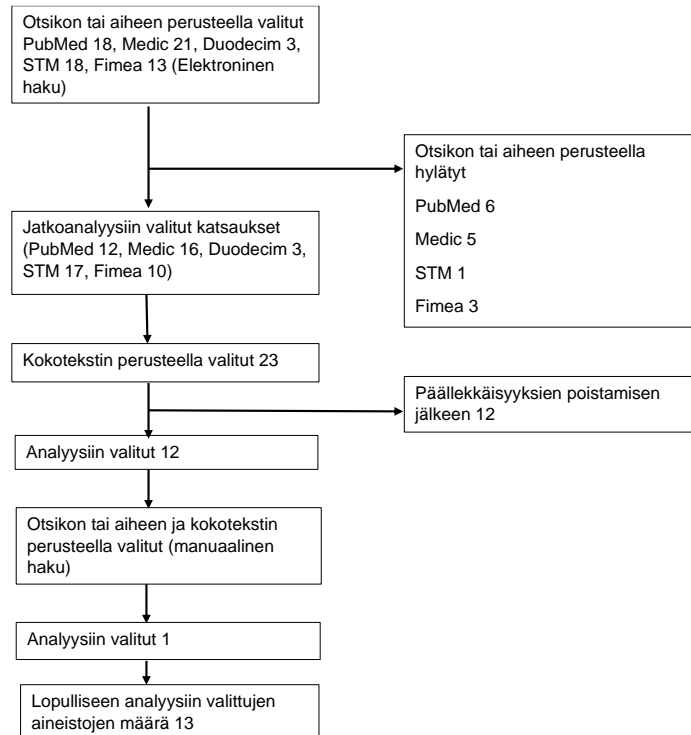 Otsikon tai aiheen perusteella valitut
PubMed 18, Medic 21, Duodecim 3,
STM 18, Fimea 13 (Elektroninen
haku)
Otsikon tai aiheen perusteella
hylätyt
PubMed 6
Medic 5
STM 1
Fimea 3
Jatkoanalyysiin valitut katsaukset
(PubMed 12, Medic 16, Duodecim 3,
STM 17, Fimea 10)
Kokotekstin perusteella valitut 23
Päällekkäisyyksien poistamisen
jälkeen 12
Analyysiin valitut 12
Otsikon tai aiheen ja kokotekstin
perusteella valitut (manuaalinen
haku)
Analyysiin valitut 1
Lopulliseen analyysiin valittujen
aineistojen määrä 13